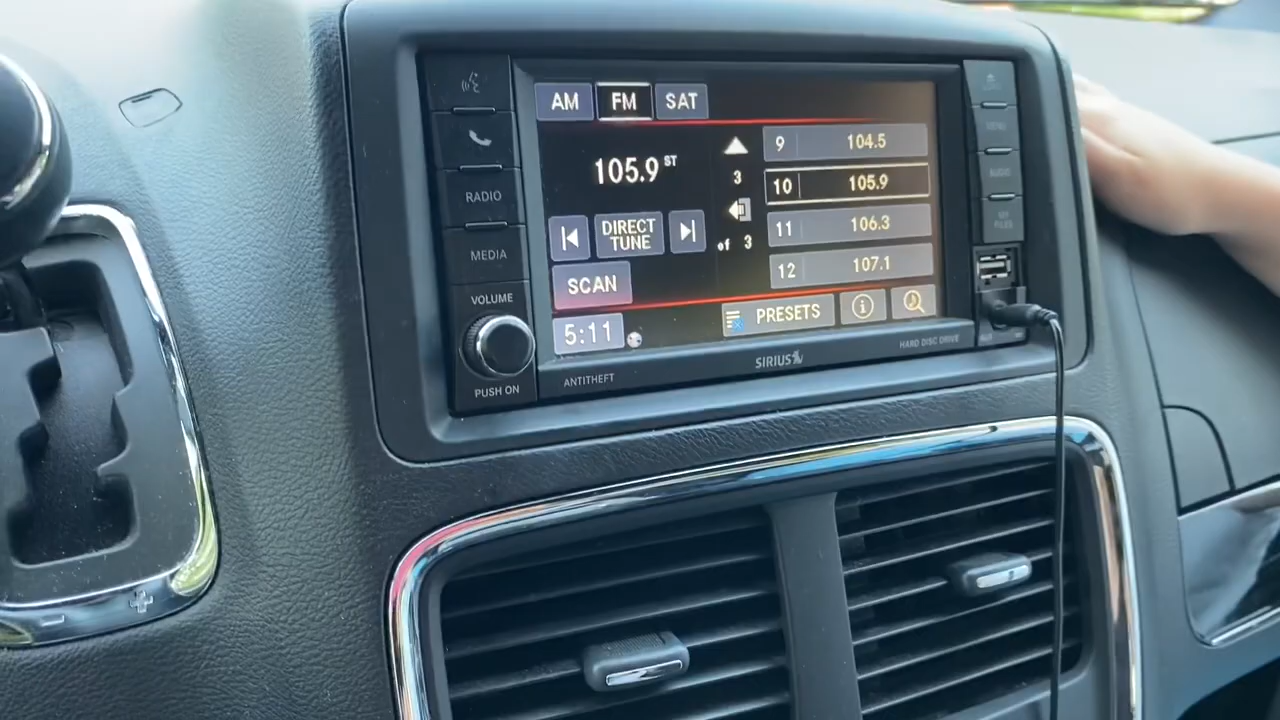 AM FM SAT
105.9 ST
3
of 3
9 104.5
10 105.9
11 106.3
12 107.1
DIRECT
TUNE
SCAN
5:11
PRESETS
i
RADIO
MEDIA
VOLUME
PUSH ON
ANTITHEFT
SIRIUS
HARD DISC DRIVE
MENU
AUDIO
MY
FILES
- +